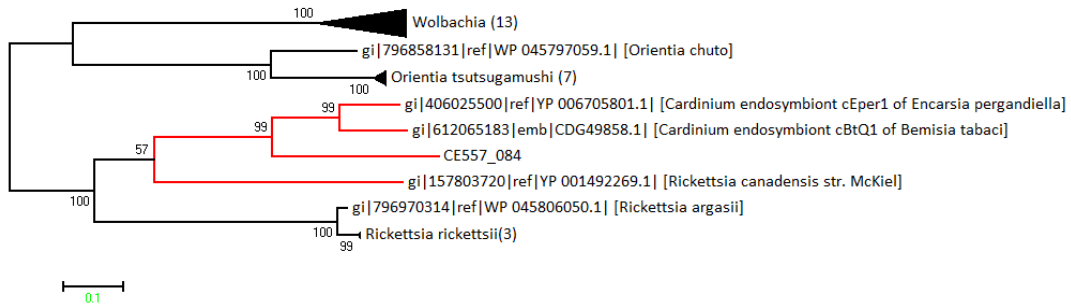 100
Wolbachia (13)
gi|796858131|ref|WP 045797059.1| [Orientia chuto]
100
Orientia tsutsugamushi (7)
100
gi|406025500|ref|YP 006705801.1| [Cardinium endosymbiont cEper1 of Encarsia pergandiella]
99
gi|612065183|emb|CDG49858.1| [Cardinium endosymbiont cBtQ1 of Bemisia tabaci]
99
CE557_084
57
gi|157803720|ref|YP 001492269.1| [Rickettsia canadensis str. McKiel]
100
gi|796970314|ref|WP 045806050.1| [Rickettsia argasii]
100
Rickettsia rickettsii(3)
99
0.1